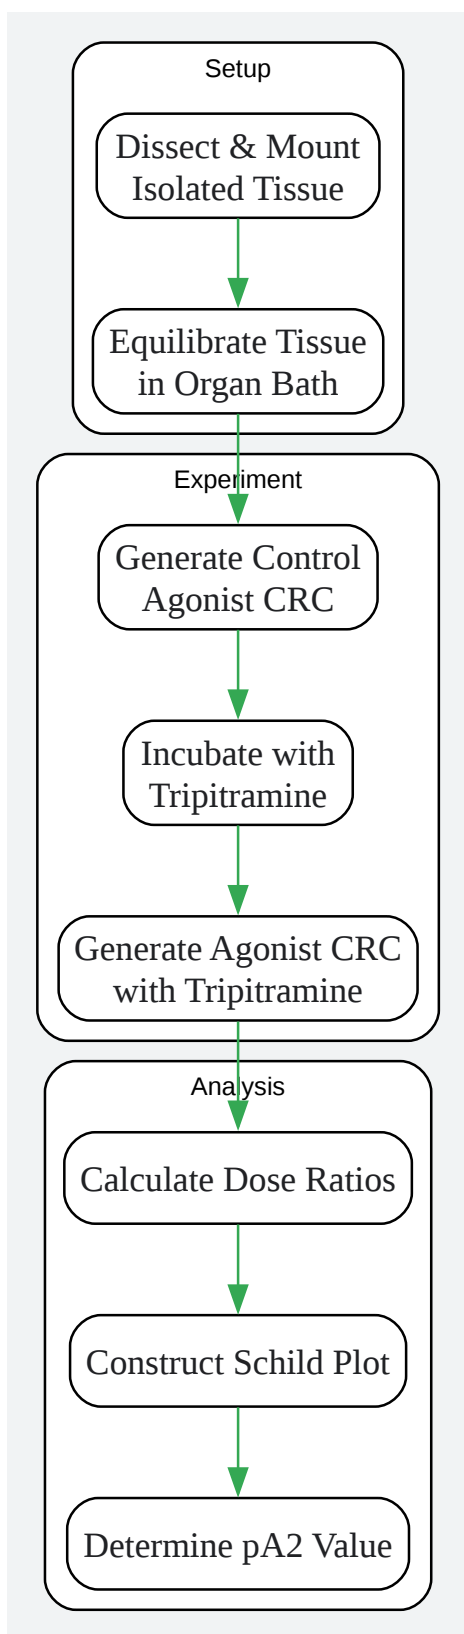 Setup
Dissect & Mount
Isolated Tissue
Equilibrate Tissue
in Organ Bath
Experiment
Generate Control
Agonist CRC
Incubate with
Tripitramine
Generate Agonist CRC
with Tripitramine
Analysis
Calculate Dose Ratios
Construct Schild Plot
Determine pA2 Value